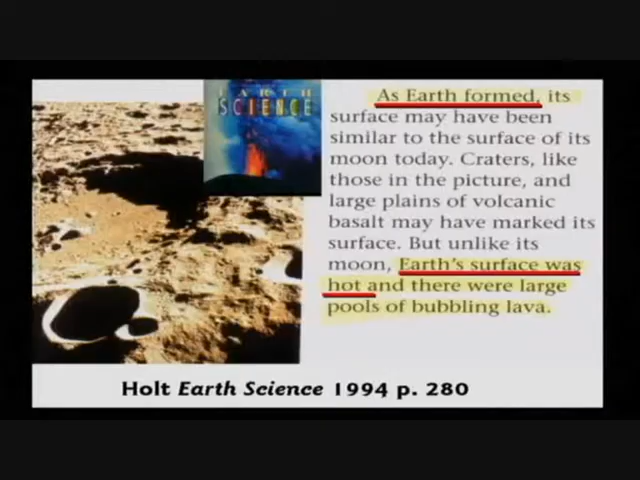 EARTH
SCIENCE
As Earth formed, its
surface may have been
similar to the surface of its
moon today. Craters, like
those in the picture, and
large plains of volcanic
basalt may have marked its
surface. But unlike its
moon, Earth's surface was
hot and there were large
pools of bubbling lava.
Holt Earth Science 1994 p. 280